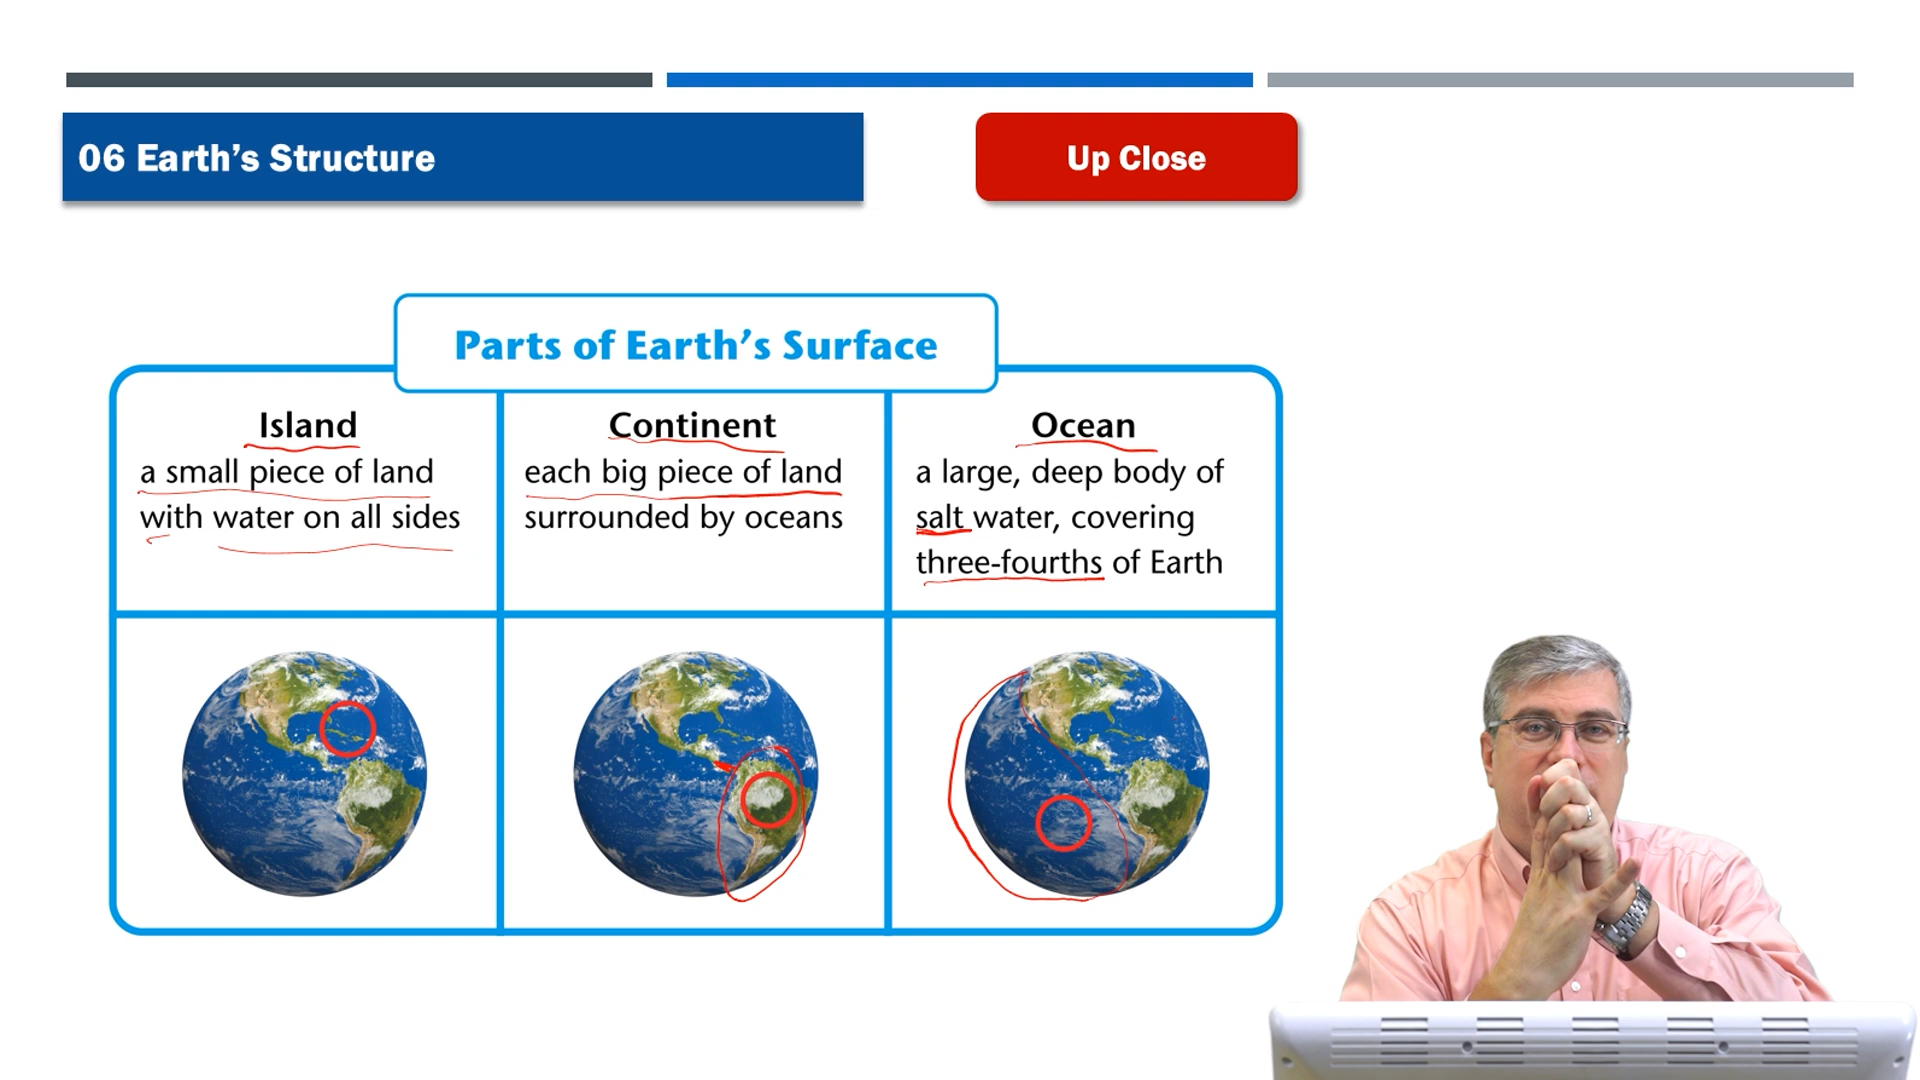 06 Earth's Structure
Up Close
Parts of Earth's Surface
Island
a small piece of land
with water on all sides
Continent
each big piece of land
surrounded by oceans
Ocean
a large, deep body of
salt water, covering
three-fourths of Earth